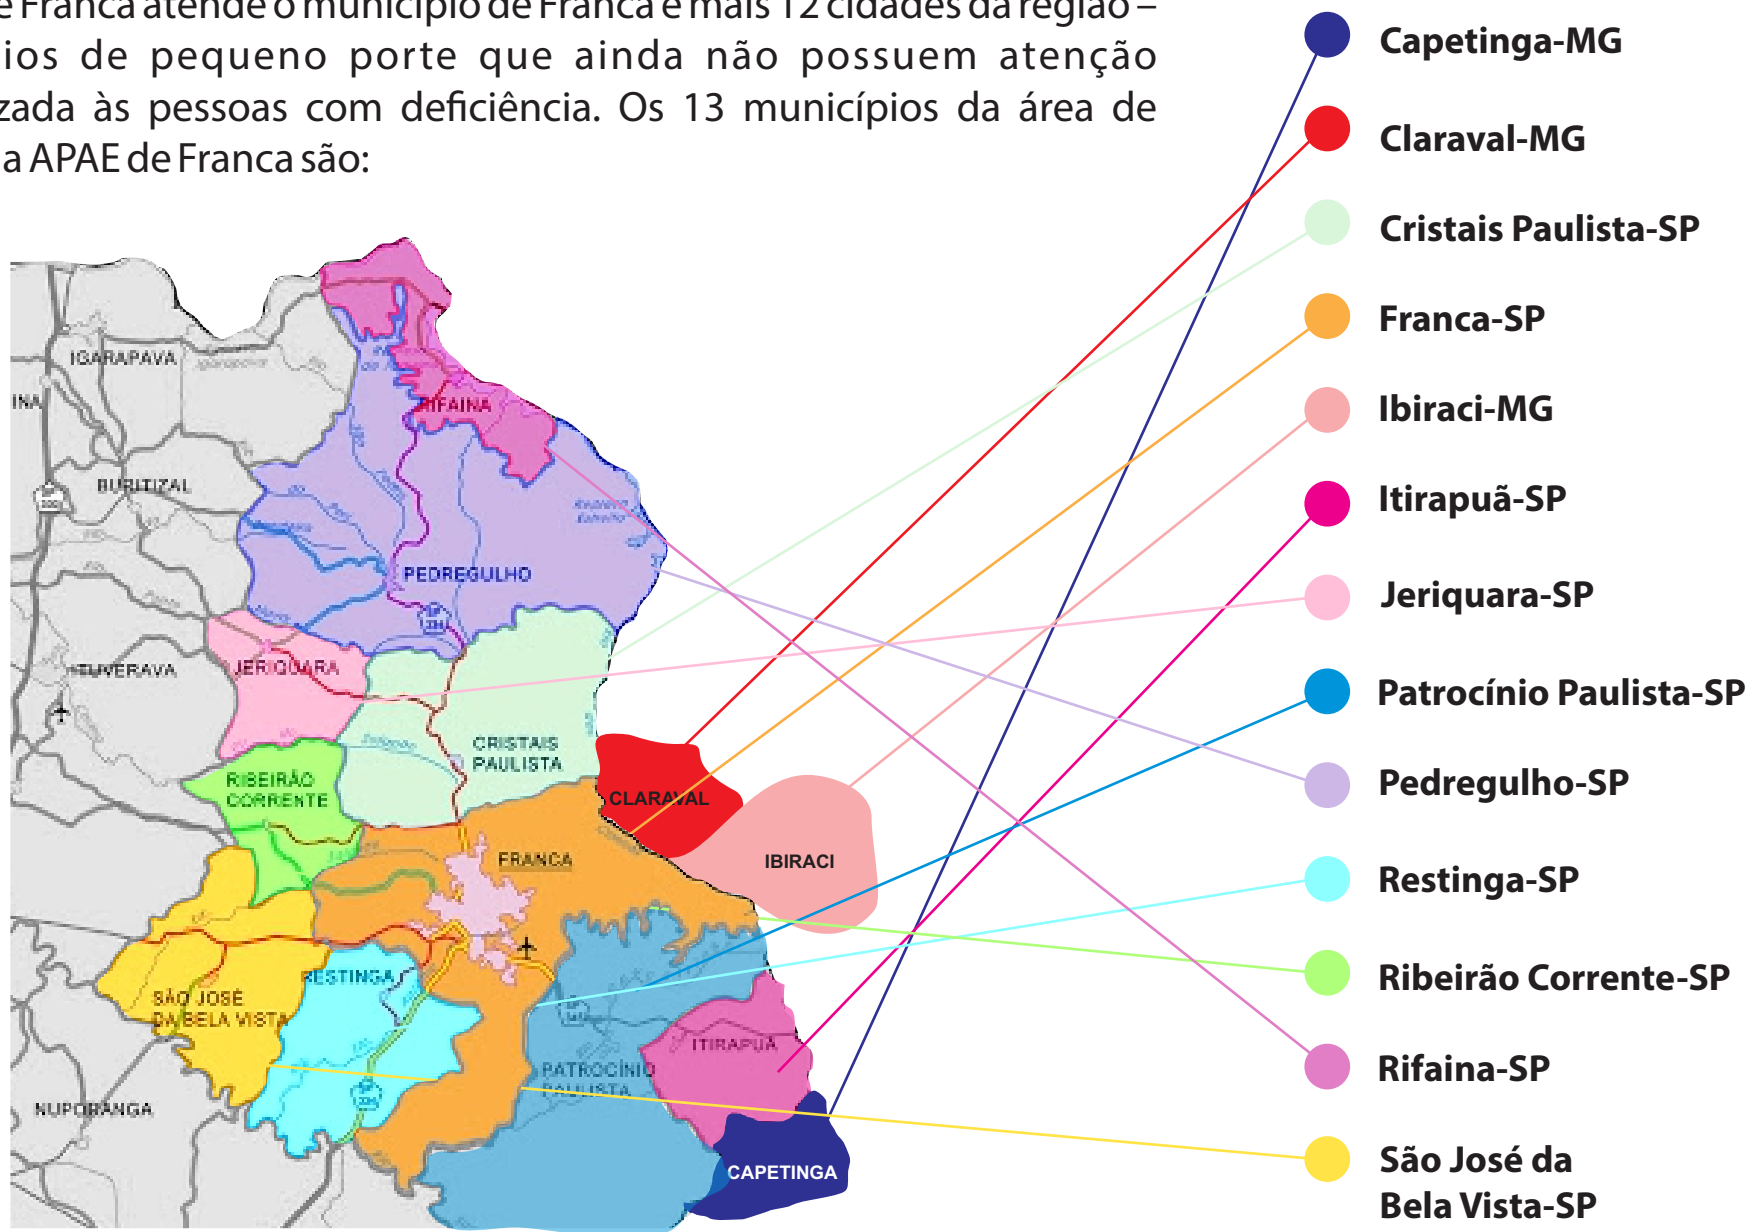 e Franca atende o município de Franca e mais 12 cidades da região –
ios de pequeno porte que ainda não possuem atenção
zada às pessoas com deficiência. Os 13 municípios da área de
a APAE de Franca são:
Capetinga-MG
Claraval-MG
Cristais Paulista-SP
Franca-SP
Ibiraci-MG
Itirapuã-SP
Jeriquara-SP
Patrocínio Paulista-SP
Pedregulho-SP
Restinga-SP
Ribeirão Corrente-SP
Rifaina-SP
São José da
Bela Vista-SP
IGARAPAVA
Igarapava
INA
RIFAINA
BURITIZAL
PEDREGULHO
ITUVERAVA
JERIQUARA
CRISTAIS
PAULISTA
RIBEIRÃO
CORRENTE
CLARAVAL
FRANCA
IBIRACI
RESTINGA
SÃO JOSÉ
DA BELA VISTA
ITIRAPUÃ
PATROCÍNIO
PAULISTA
NUPORANGA
CAPETINGA